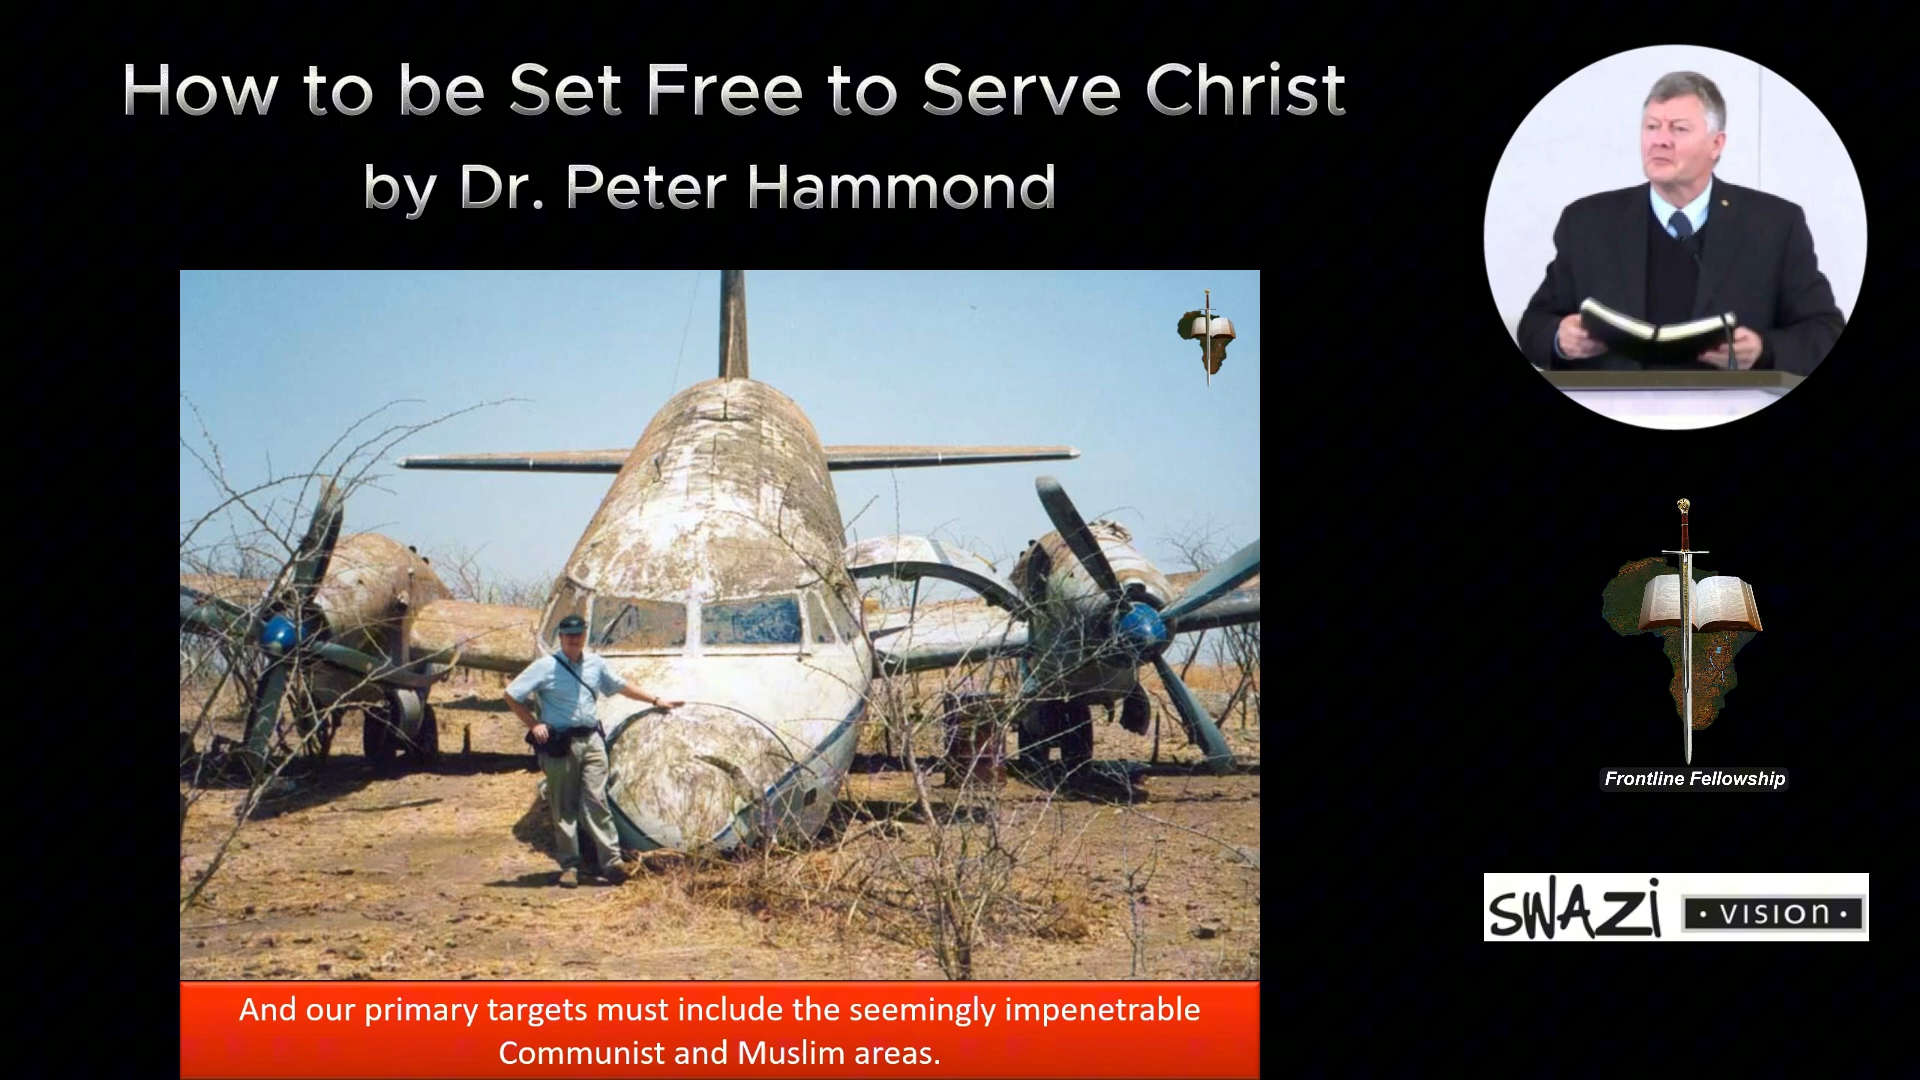 How to be Set Free to Serve Christ
by Dr. Peter Hammond
And our primary targets must include the seemingly impenetrable
Communist and Muslim areas.
Frontline Fellowship
SWAZi
• VISION •